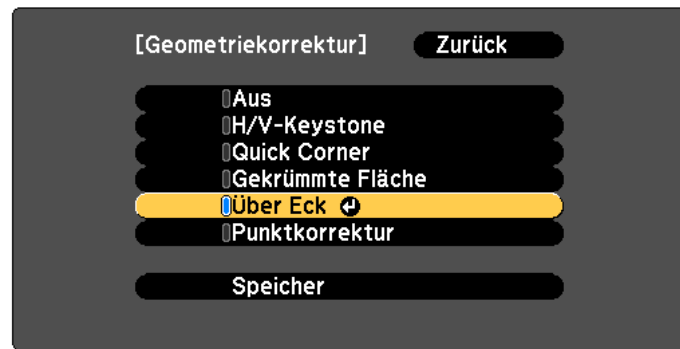 [Geometriekorrektur] Zurück
Aus
H/V-Keystone
Quick Corner
Gekrümmte Fläche
Über Eck
Punktkorrektur
Speicher